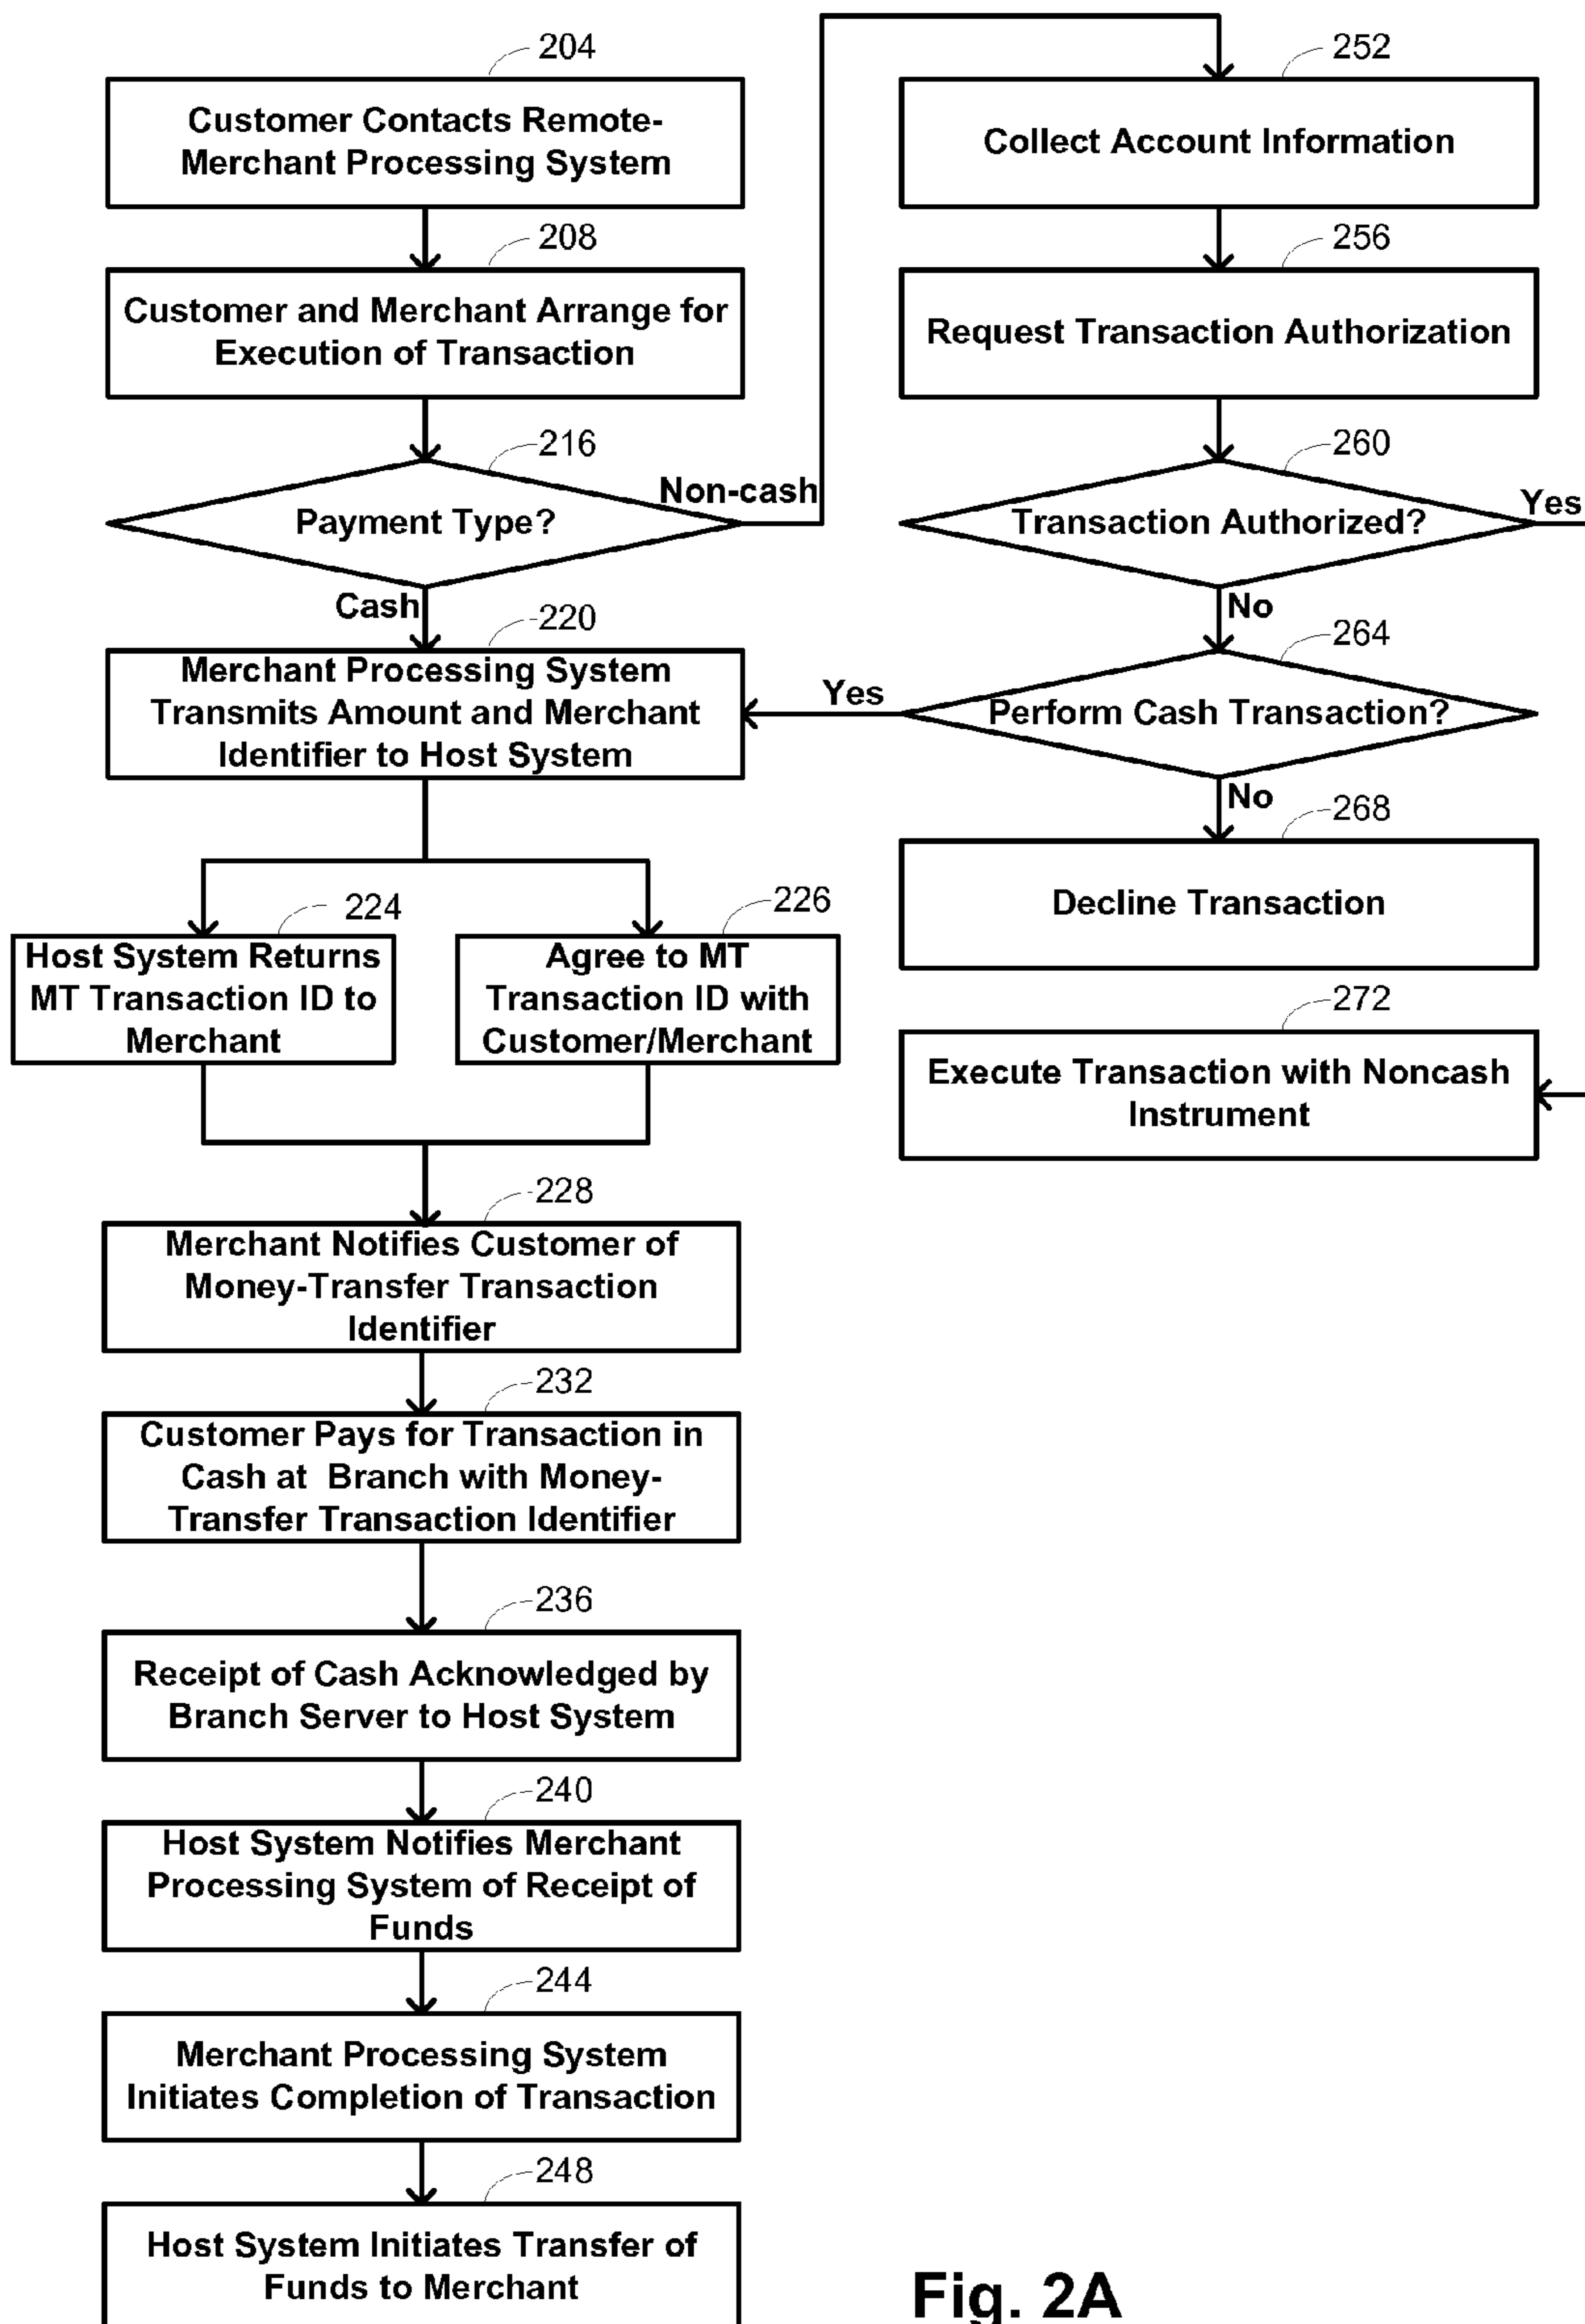 204
Customer Contacts Remote-
Merchant Processing System
208
Customer and Merchant Arrange for
Execution of Transaction
216
Payment Type?
Non-cash
Cash
220
Merchant Processing System
Transmits Amount and Merchant
Identifier to Host System
224
Host System Returns
MT Transaction ID to
Merchant
226
Agree to MT
Transaction ID with
Customer/Merchant
228
Merchant Notifies Customer of
Money-Transfer Transaction
Identifier
232
Customer Pays for Transaction in
Cash at Branch with Money-
Transfer Transaction Identifier
236
Receipt of Cash Acknowledged by
Branch Server to Host System
240
Host System Notifies Merchant
Processing System of Receipt of
Funds
244
Merchant Processing System
Initiates Completion of Transaction
248
Host System Initiates Transfer of
Funds to Merchant
252
Collect Account Information
256
Request Transaction Authorization
260
Transaction Authorized?
Yes
No
264
Perform Cash Transaction?
Yes
No
268
Decline Transaction
272
Execute Transaction with Noncash
Instrument
Fig. 2A